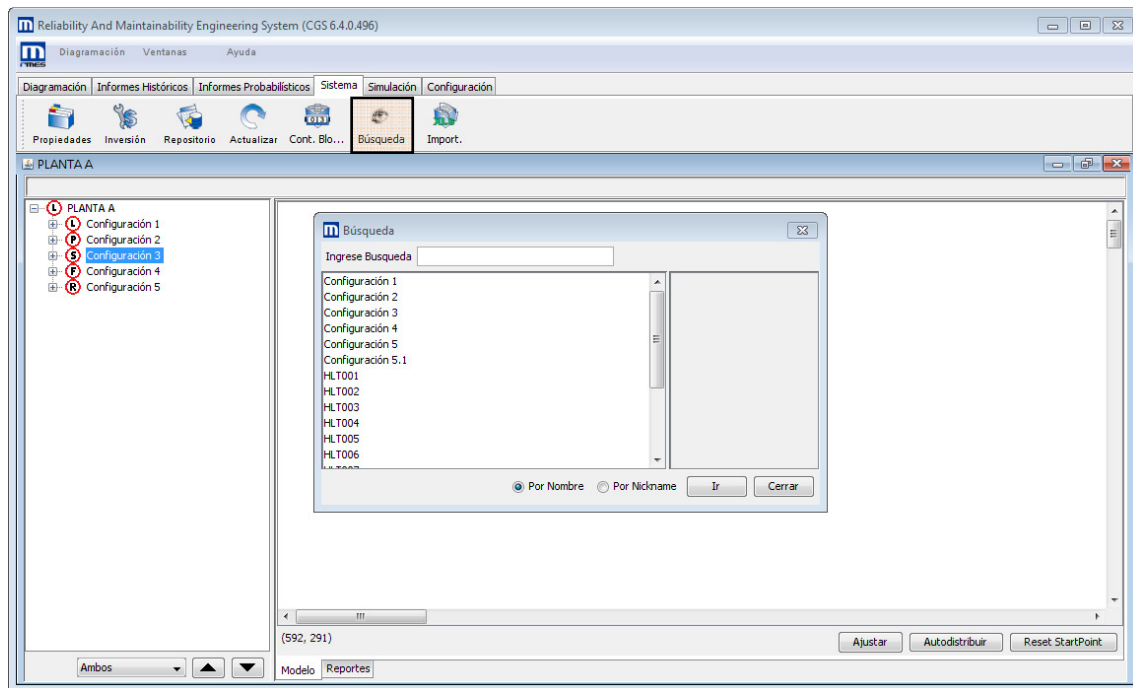 Reliability And Maintainability Engineering System (CGS 6.4.0.496)
Diagramación Ventanas Ayuda
Diagramación Informes Históricos Informes Probabilísticos Sistema Simulación Configuración
Propiedades Inversión Repositorio Actualizar Cont. Blo... Búsqueda Import.
PLANTA A
PLANTA A
L Configuración 1
P Configuración 2
S Configuración 3
F Configuración 4
R Configuración 5
Búsqueda
Ingrese Busqueda
Configuración 1
Configuración 2
Configuración 3
Configuración 4
Configuración 5
Configuración 5.1
HLT001
HLT002
HLT003
HLT004
HLT005
HLT006
Por Nombre Por Nickname Ir Cerrar
(592, 291)
Ajustar Autodistribuir Reset StartPoint
Ambos
Modelo Reportes